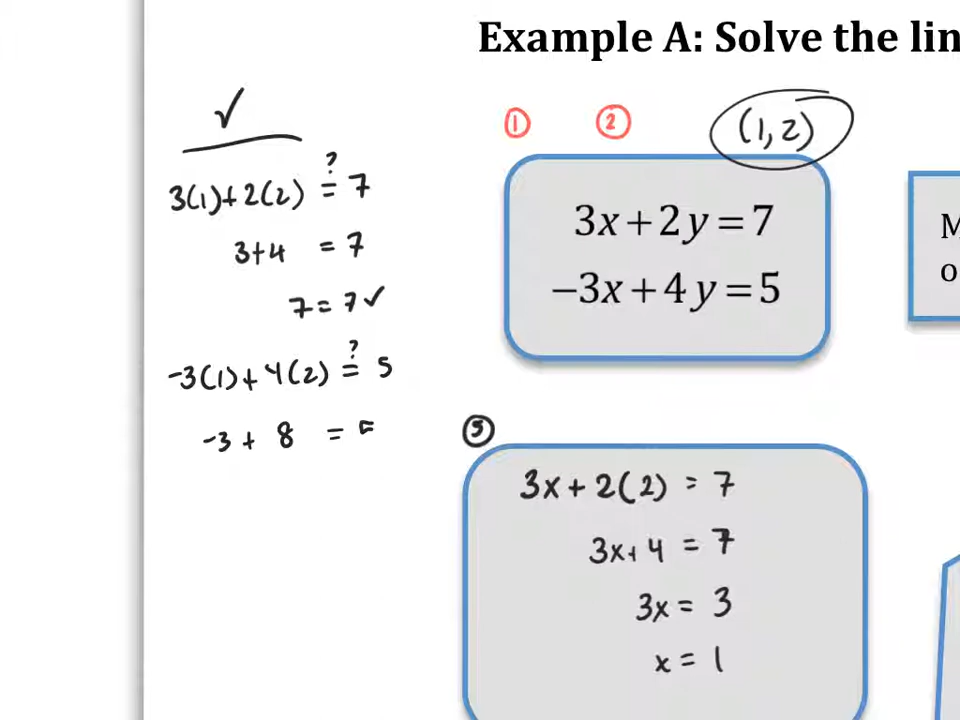 Example A: Solve the lin
✓
① ②
(1,2)
3(1)+2(2) ≟ 7
3+4 = 7
7 = 7 ✓
-3(1)+4(2) ≟ 5
-3 + 8 =
3x+2y=7
−3x+4y=5
M
o
③
3x + 2(2) = 7
3x+4 = 7
3x = 3
x = 1